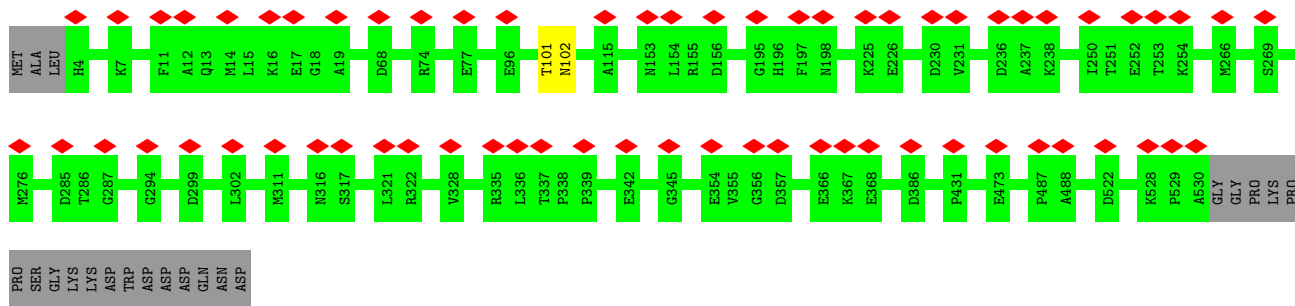 MET ALA LEU H4 K7 F11 A12 Q13 M14 L15 K16 E17 G18 A19 D68 R74 E77 E96 T101 N102 A115 N153 L154 R155 D156 G195 H196 F197 N198 K225 E226 D230 V231 D236 A237 K238 I250 T251 E252 T253 K254 M266 S269
M276 D285 T286 G287 G294 D299 L302 M311 N316 S317 L321 R322 V328 R335 L336 T337 P338 P339 E342 G345 E354 V355 G356 D357 E366 K367 E368 D386 P431 E473 P487 A488 D522 K528 P529 A530 GLY GLY PRO LYS PRO
PRO SER GLY LYS LYS ASP TRP ASP ASP ASP GLN ASN ASP